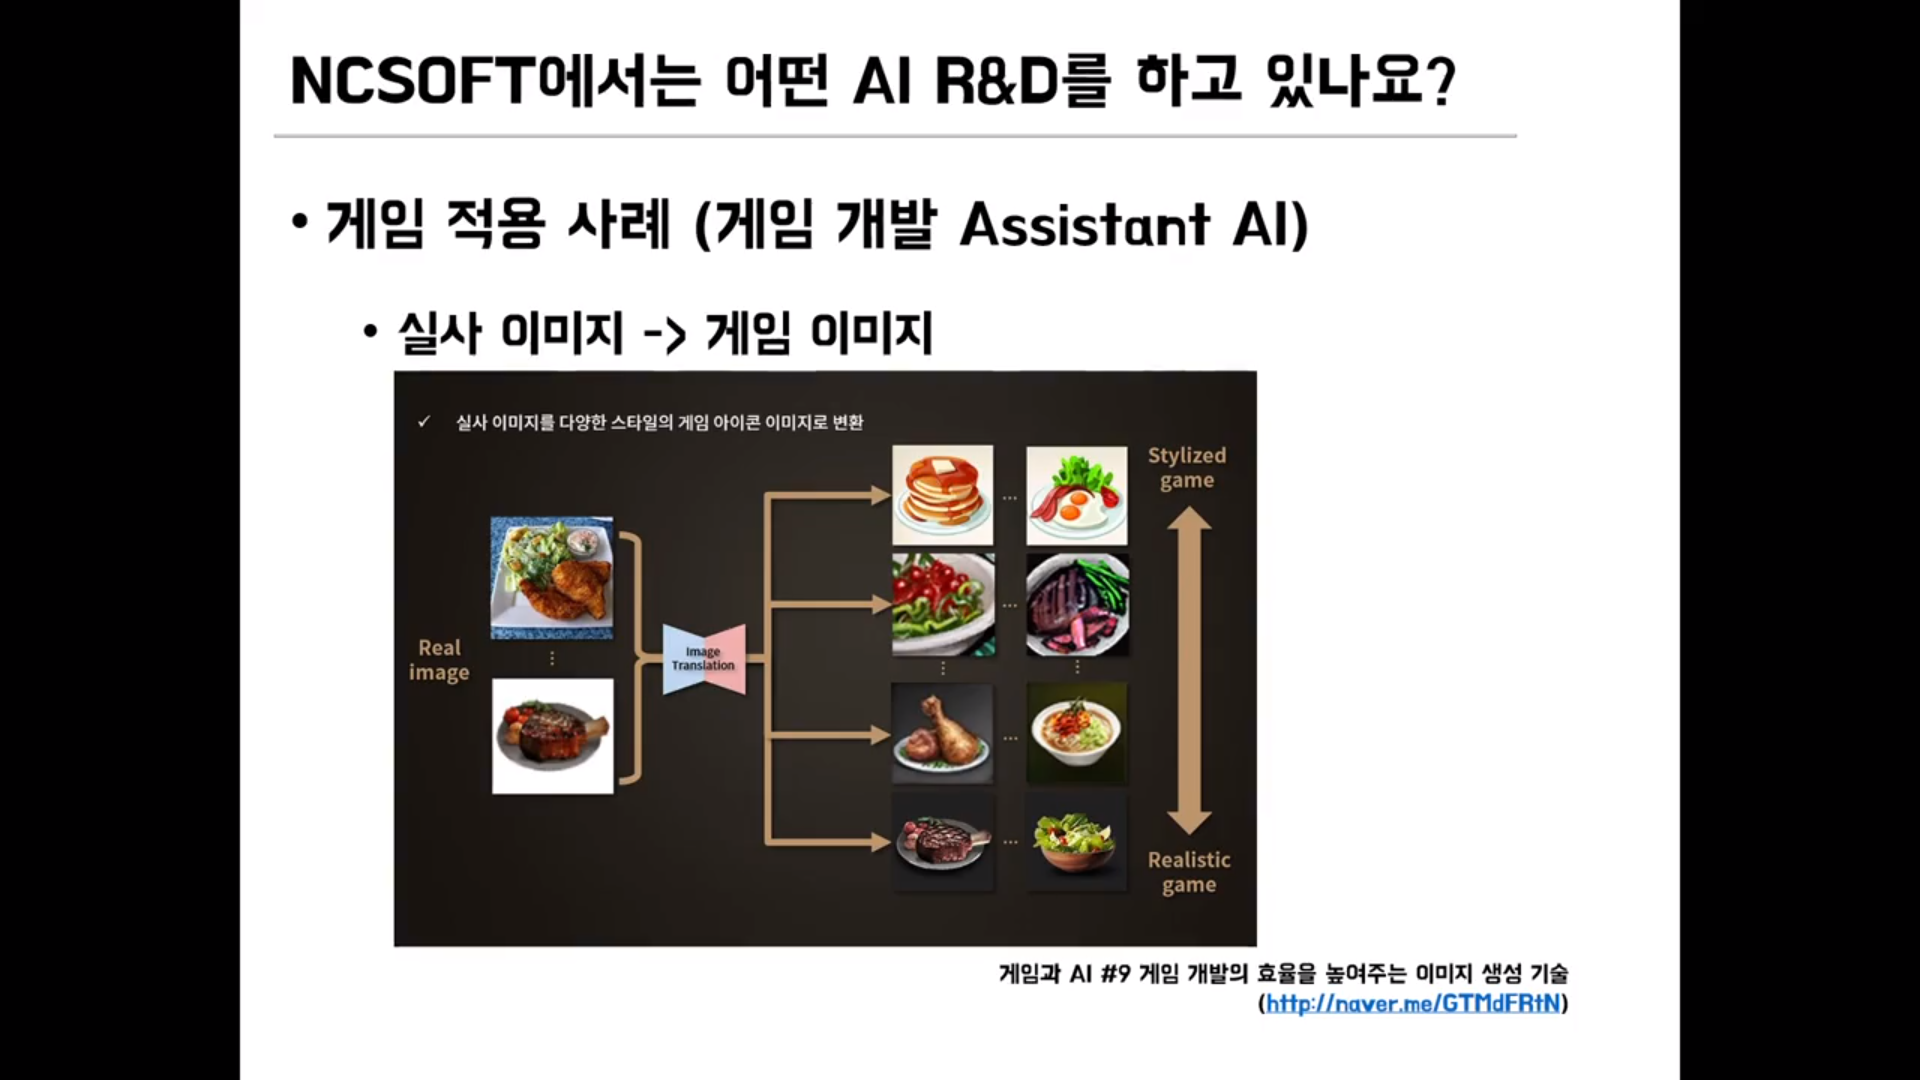 NCSOFT에서는 어떤 AI R&D를 하고 있나요?
• 게임 적용 사례 (게임 개발 Assistant AI)
• 실사 이미지 -> 게임 이미지
✓ 실사 이미지를 다양한 스타일의 게임 아이콘 이미지로 변환
Real
image
Image
Translation
Stylized
game
Realistic
game
게임과 AI #9 게임 개발의 효율을 높여주는 이미지 생성 기술
(http://naver.me/GTMdFRtN)